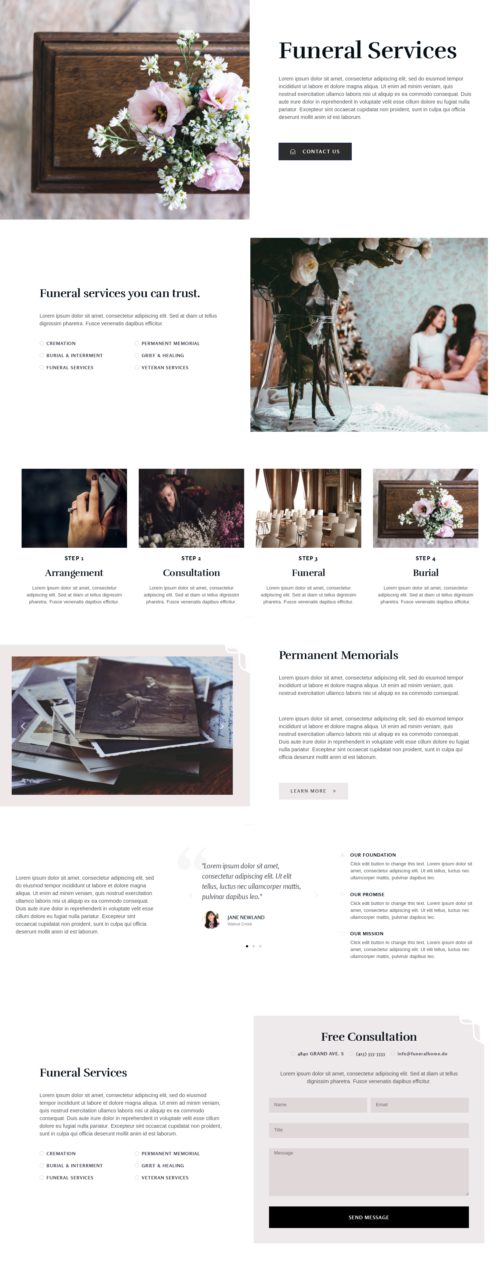 Funeral Services
Lorem ipsum dolor sit amet, consectetur adipiscing elit, sed do eiusmod tempor
incididunt ut labore et dolore magna aliqua. Ut enim ad minim veniam, quis
nostrud exercitation ullamco laboris nisi ut aliquip ex ea commodo consequat. Duis
aute irure dolor in reprehenderit in voluptate velit esse cillum dolore eu fugiat nulla
pariatur. Excepteur sint occaecat cupidatat non proident, sunt in culpa qui officia
deserunt mollit anim id est laborum.
CONTACT US
Funeral services you can trust.
Lorem ipsum dolor sit amet, consectetur adipiscing elit. Sed at diam ut tellus
dignissim pharetra. Fusce venenatis dapibus efficitur.
CREMATION
PERMANENT MEMORIAL
BURIAL & INTERRMENT
GRIEF & HEALING
FUNERAL SERVICES
VETERAN SERVICES
STEP 1
Arrangement
Lorem ipsum dolor sit amet, consectetur
adipiscing elit. Sed at diam ut tellus dignissim
pharetra. Fusce venenatis dapibus efficitur.
STEP 2
Consultation
Lorem ipsum dolor sit amet, consectetur
adipiscing elit. Sed at diam ut tellus dignissim
pharetra. Fusce venenatis dapibus efficitur.
STEP 3
Funeral
Lorem ipsum dolor sit amet, consectetur
adipiscing elit. Sed at diam ut tellus dignissim
pharetra. Fusce venenatis dapibus efficitur.
STEP 4
Burial
Lorem ipsum dolor sit amet, consectetur
adipiscing elit. Sed at diam ut tellus dignissim
pharetra. Fusce venenatis dapibus efficitur.
Permanent Memorials
Lorem ipsum dolor sit amet, consectetur adipiscing elit, sed do eiusmod tempor
incididunt ut labore et dolore magna aliqua. Ut enim ad minim veniam, quis
nostrud exercitation ullamco laboris nisi ut aliquip ex ea commodo consequat.
Lorem ipsum dolor sit amet, consectetur adipiscing elit, sed do eiusmod tempor
incididunt ut labore et dolore magna aliqua. Ut enim ad minim veniam, quis
nostrud exercitation ullamco laboris nisi ut aliquip ex ea commodo consequat.
Duis aute irure dolor in reprehenderit in voluptate velit esse cillum dolore eu fugiat
nulla pariatur. Excepteur sint occaecat cupidatat non proident, sunt in culpa qui
officia deserunt mollit anim id est laborum.
LEARN MORE »
Lorem ipsum dolor sit amet, consectetur adipiscing elit, sed
do eiusmod tempor incididunt ut labore et dolore magna
aliqua. Ut enim ad minim veniam, quis nostrud exercitation
ullamco laboris nisi ut aliquip ex ea commodo consequat.
Duis aute irure dolor in reprehenderit in voluptate velit esse
cillum dolore eu fugiat nulla pariatur. Excepteur sint
occaecat cupidatat non proident, sunt in culpa qui officia
deserunt mollit anim id est laborum.
"Lorem ipsum dolor sit amet,
consectetur adipiscing elit. Ut elit
tellus, luctus nec ullamcorper mattis,
pulvinar dapibus leo."
JANE NEWLAND
Walnut Creek
OUR FOUNDATION
Click edit button to change this text. Lorem ipsum dolor sit
amet, consectetur adipiscing elit. Ut elit tellus, luctus nec
ullamcorper mattis, pulvinar dapibus leo.
OUR PROMISE
Click edit button to change this text. Lorem ipsum dolor sit
amet, consectetur adipiscing elit. Ut elit tellus, luctus nec
ullamcorper mattis, pulvinar dapibus leo.
OUR MISSION
Click edit button to change this text. Lorem ipsum dolor sit
amet, consectetur adipiscing elit. Ut elit tellus, luctus nec
ullamcorper mattis, pulvinar dapibus leo.
Funeral Services
Lorem ipsum dolor sit amet, consectetur adipiscing elit, sed do eiusmod
tempor incididunt ut labore et dolore magna aliqua. Ut enim ad minim veniam,
quis nostrud exercitation ullamco laboris nisi ut aliquip ex ea commodo
consequat. Duis aute irure dolor in reprehenderit in voluptate velit esse cillum
dolore eu fugiat nulla pariatur. Excepteur sint occaecat cupidatat non proident,
sunt in culpa qui officia deserunt mollit anim id est laborum.
CREMATION
PERMANENT MEMORIAL
BURIAL & INTERRMENT
GRIEF & HEALING
FUNERAL SERVICES
VETERAN SERVICES
Free Consultation
4840 GRAND AVE. S
(413) 333-3333
info@funeralhome.do
Lorem ipsum dolor sit amet, consectetur adipiscing elit. Sed at diam ut tellus
dignissim pharetra. Fusce venenatis dapibus efficitur.
Name
Email
Title
Message
SEND MESSAGE